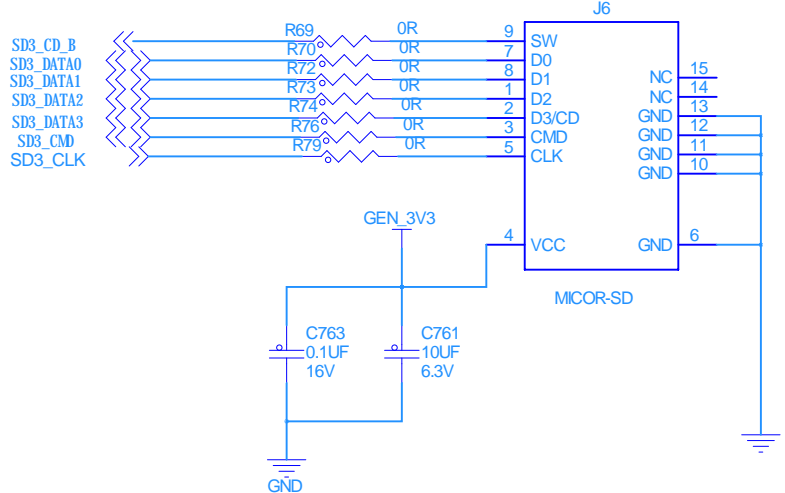 J6
R69 0R
SD3_CD_B 9 SW
R70 0R
SD3_DATA0 7 D0
R72 0R
SD3_DATA1 8 D1 NC 15
R73 0R
SD3_DATA2 1 D2 NC 14
R74 0R
SD3_DATA3 2 D3/CD GND 13
R76 0R
SD3_CMD 3 CMD GND 12
R79 0R
SD3_CLK 5 CLK GND 11
GND 10
GEN_3V3
4 VCC GND 6
MICOR-SD
C763 C761
0.1UF 10UF
16V 6.3V
GND